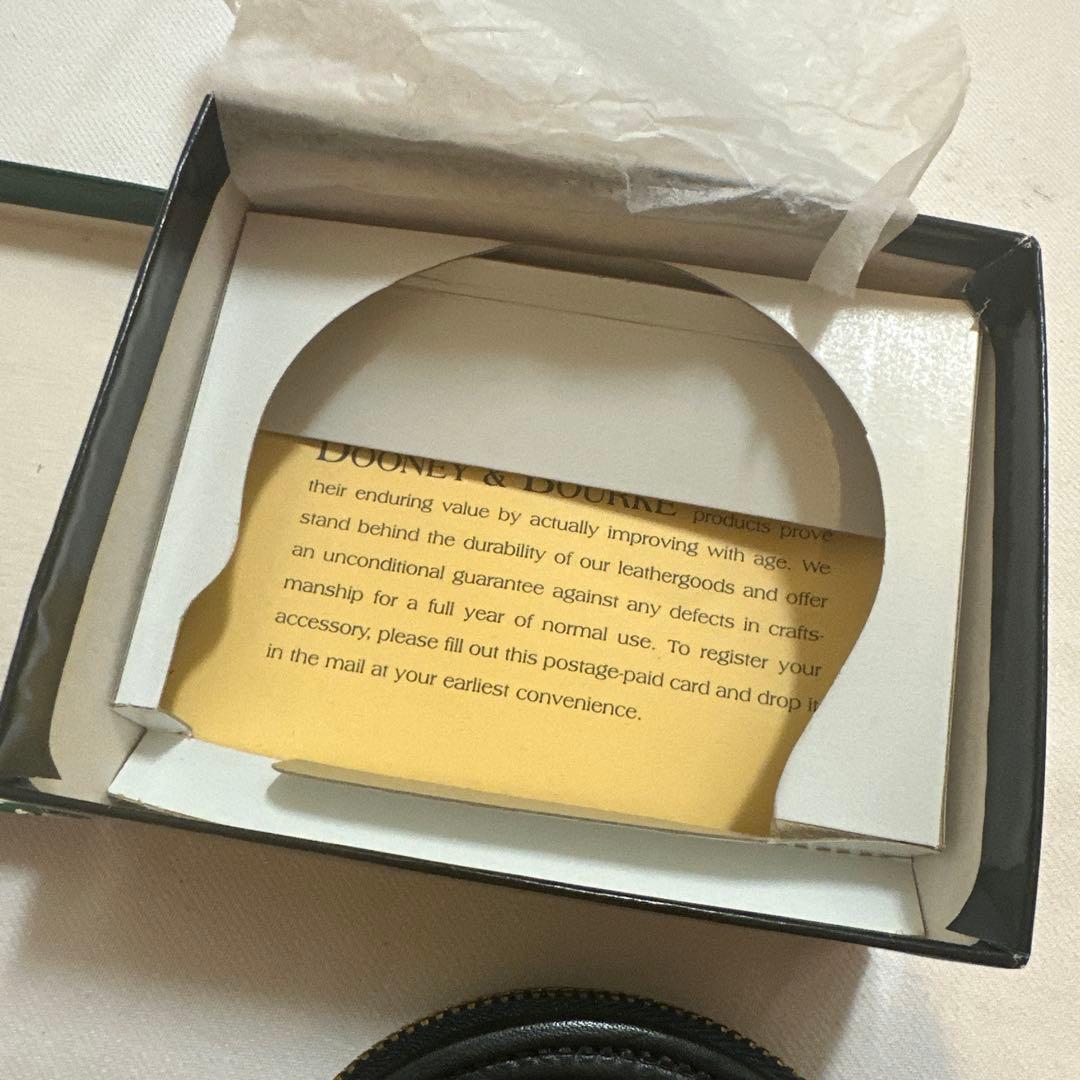 DOONEY & BOURKE products prove
their enduring value by actually improving with age. We
stand behind the durability of our leathergoods and offer
an unconditional guarantee against any defects in crafts-
manship for a full year of normal use. To register your
accessory, please fill out this postage-paid card and drop it
in the mail at your earliest convenience.